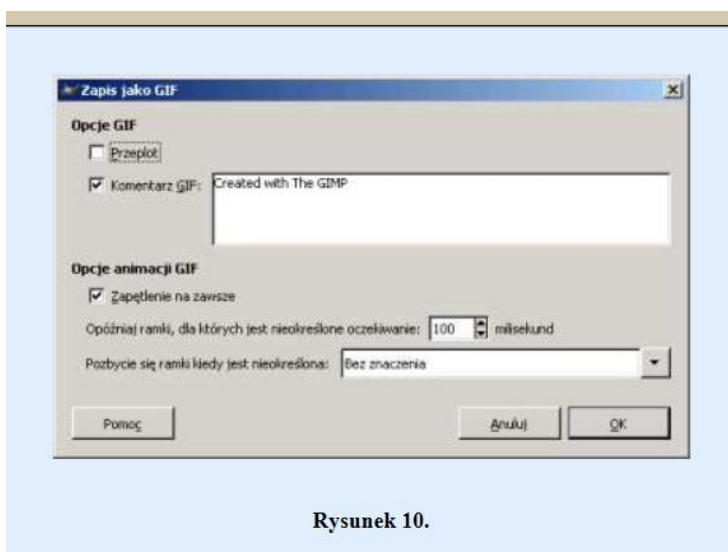 Zapis jako GIF
Opcje GIF
Przeplot
Komentarz GIF: Created with The GIMP
Opcje animacji GIF
Zapętlenie na zawsze
Opóźniaj ramki, dla których jest nieokreślone oczekiwanie: 100 milisekund
Pozbycie się ramki kiedy jest nieokreślona: Bez znaczenia
Pomoc Anuluj OK
Rysunek 10.